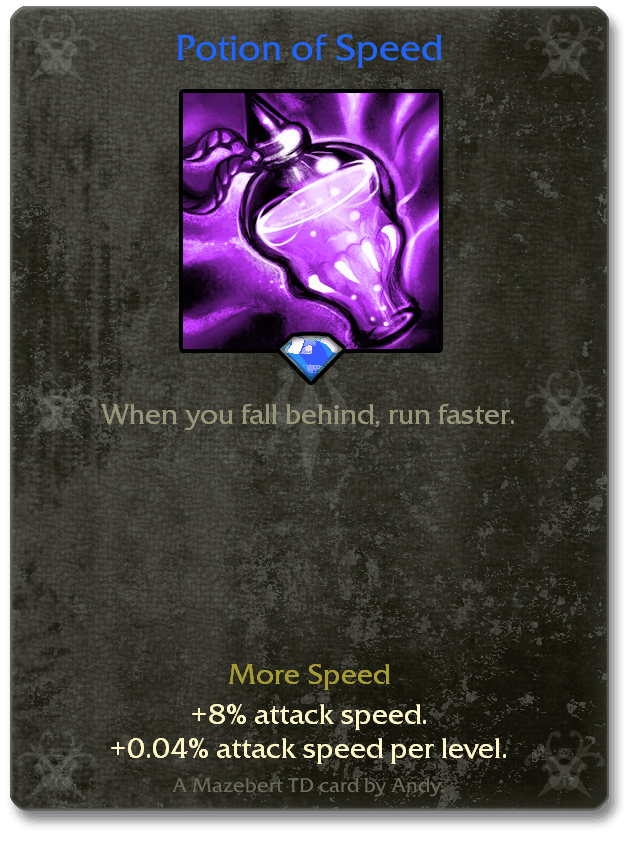 Potion of Speed
When you fall behind, run faster.
More Speed
+8% attack speed.
+0.04% attack speed per level.
A Mazebert TD card by Andy.